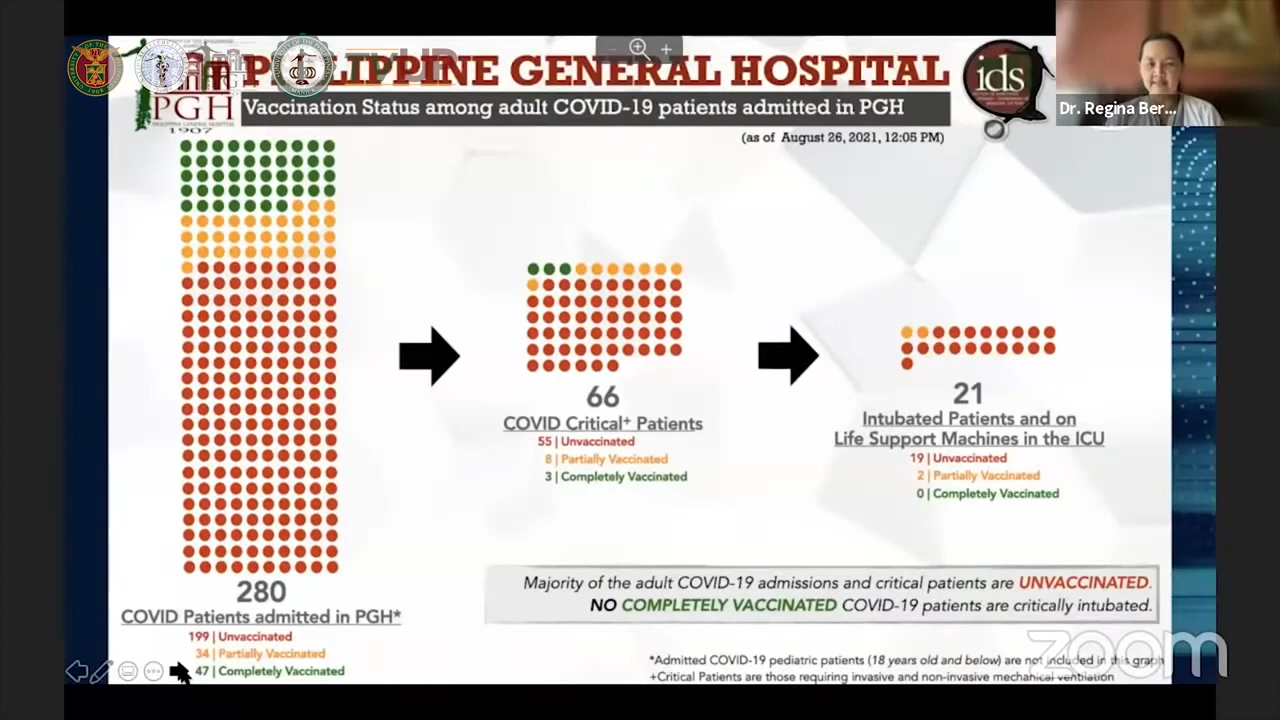 PHILIPPINE GENERAL HOSPITAL
PGH
1907
ids
Vaccination Status among adult COVID-19 patients admitted in PGH
Dr. Regina Ber...
(as of August 26, 2021, 12:05 PM)
280
COVID Patients admitted in PGH*
199 | Unvaccinated
34 | Partially Vaccinated
47 | Completely Vaccinated
66
COVID Critical+ Patients
55 | Unvaccinated
8 | Partially Vaccinated
3 | Completely Vaccinated
21
Intubated Patients and on
Life Support Machines in the ICU
19 | Unvaccinated
2 | Partially Vaccinated
0 | Completely Vaccinated
Majority of the adult COVID-19 admissions and critical patients are UNVACCINATED.
NO COMPLETELY VACCINATED COVID-19 patients are critically intubated.
zoom
*Admitted COVID-19 pediatric patients (18 years old and below) are not included in this graph
+Critical Patients are those requiring invasive and non-invasive mechanical ventilation